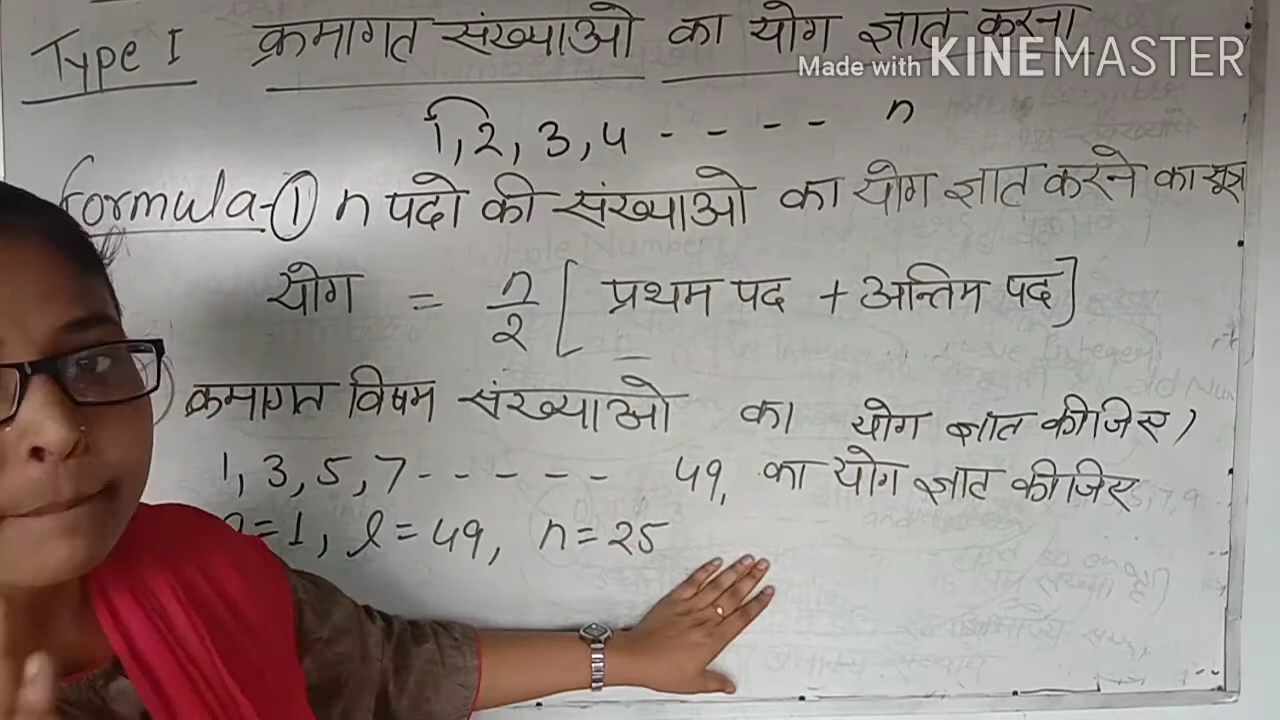 Type I क्रमागत संख्याओ का योग ज्ञात करना
Made with KINEMASTER
1, 2, 3, 4 - - - - n
Formula-① n पदो की संख्याओ का योग ज्ञात करने का सूत्र
योग = n/2 [ प्रथम पद + अन्तिम पद ]
क्रमागत विषम संख्याओ का योग ज्ञात कीजिए)
1, 3, 5, 7 - - - - - 49, का योग ज्ञात कीजिए
=1, l = 49, n = 25